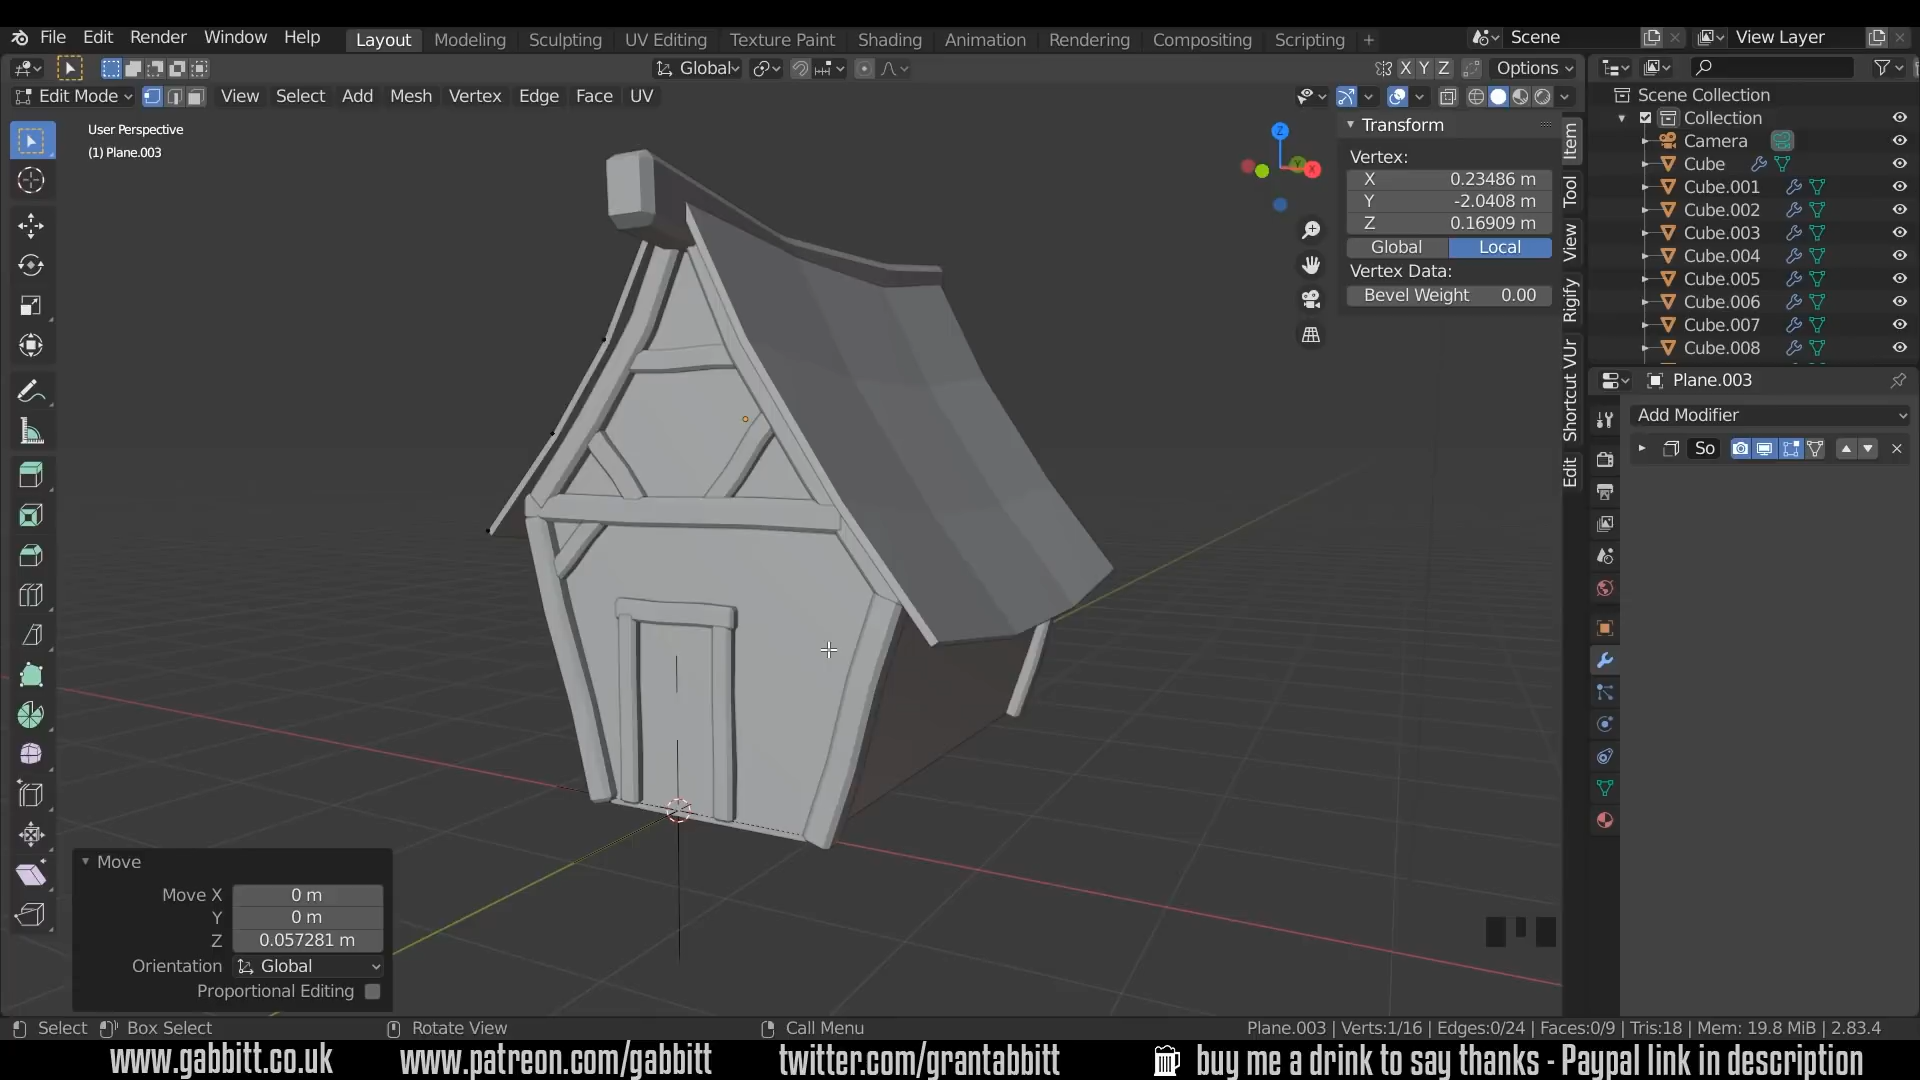 File Edit Render Window Help Layout Modeling Sculpting UV Editing Texture Paint Shading Animation Rendering Compositing Scripting + Scene View Layer
Global X Y Z Options
Edit Mode View Select Add Mesh Vertex Edge Face UV
User Perspective
(1) Plane.003
Transform
Vertex:
X 0.23486 m
Y -2.0408 m
Z 0.16909 m
Global Local
Vertex Data:
Bevel Weight 0.00
Item
Tool
View
Rigify
Shortcut VUr
Edit
Z
Y
X
Scene Collection
Collection
Camera
Cube
Cube.001
Cube.002
Cube.003
Cube.004
Cube.005
Cube.006
Cube.007
Cube.008
Plane.003
Add Modifier
So
Move
Move X 0 m
Y 0 m
Z 0.057281 m
Orientation Global
Proportional Editing
Select Box Select Rotate View Call Menu Plane.003 | Verts:1/16 | Edges:0/24 | Faces:0/9 | Tris:18 | Mem: 19.8 MiB | 2.83.4
www.gabbitt.co.uk www.patreon.com/gabbitt twitter.com/grantabbitt buy me a drink to say thanks - Paypal link in description